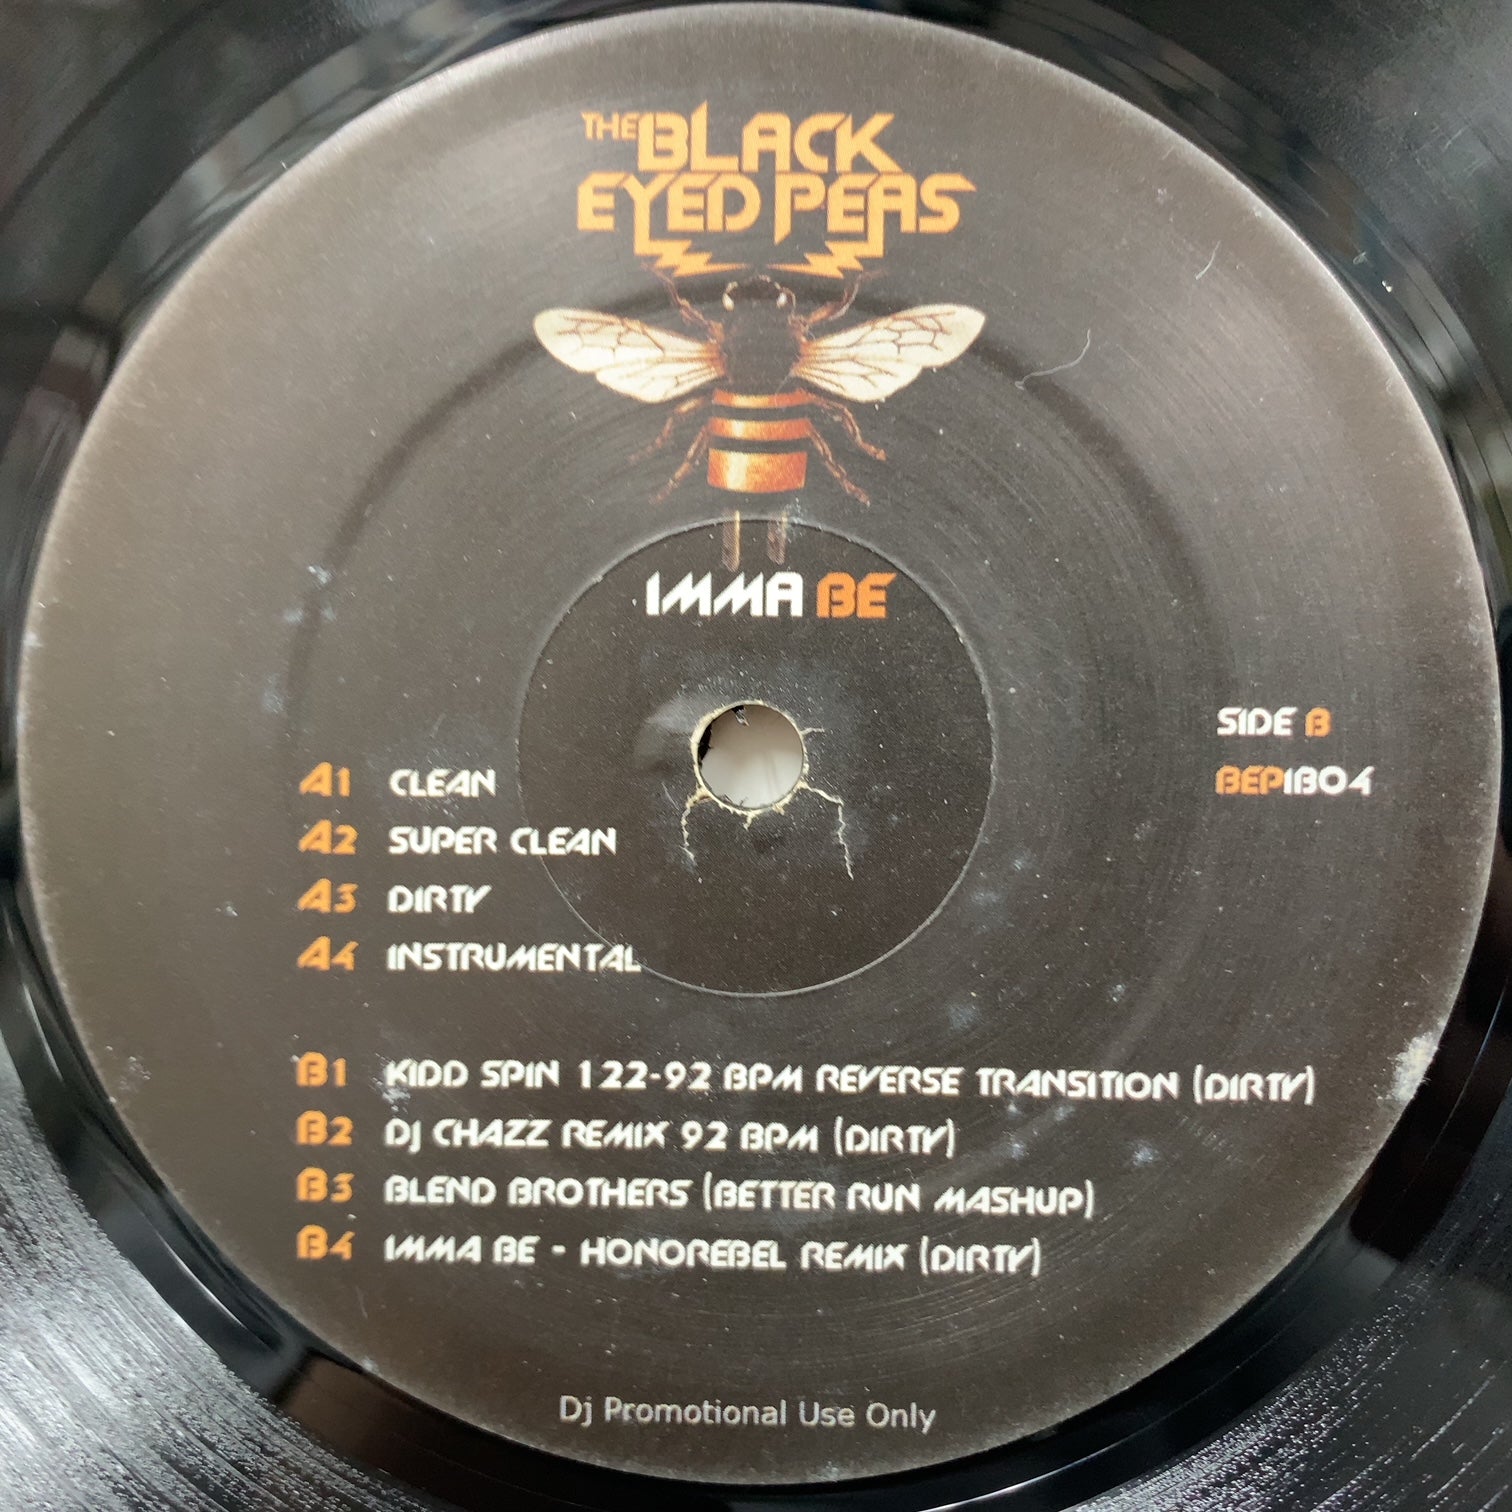 THE BLACK
EYED PEAS
IMMA BE
SIDE B
BEP1B04
A1 CLEAN
A2 SUPER CLEAN
A3 DIRTY
A4 INSTRUMENTAL
B1 KIDD SPIN 122-92 BPM REVERSE TRANSITION (DIRTY)
B2 DJ CHAZZ REMIX 92 BPM (DIRTY)
B3 BLEND BROTHERS (BETTER RUN MASHUP)
B4 IMMA BE - HONOREBEL REMIX (DIRTY)
Dj Promotional Use Only